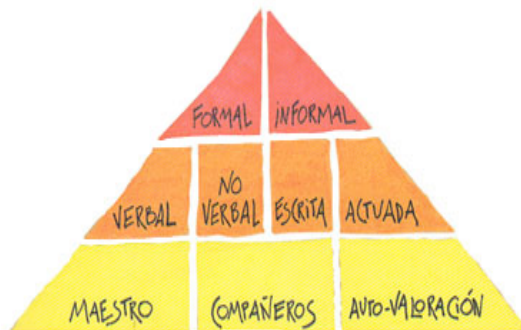 FORMAL INFORMAL
VERBAL NO VERBAL ESCRITA ACTUADA
MAESTRO COMPAÑEROS AUTO-VALORACIÓN